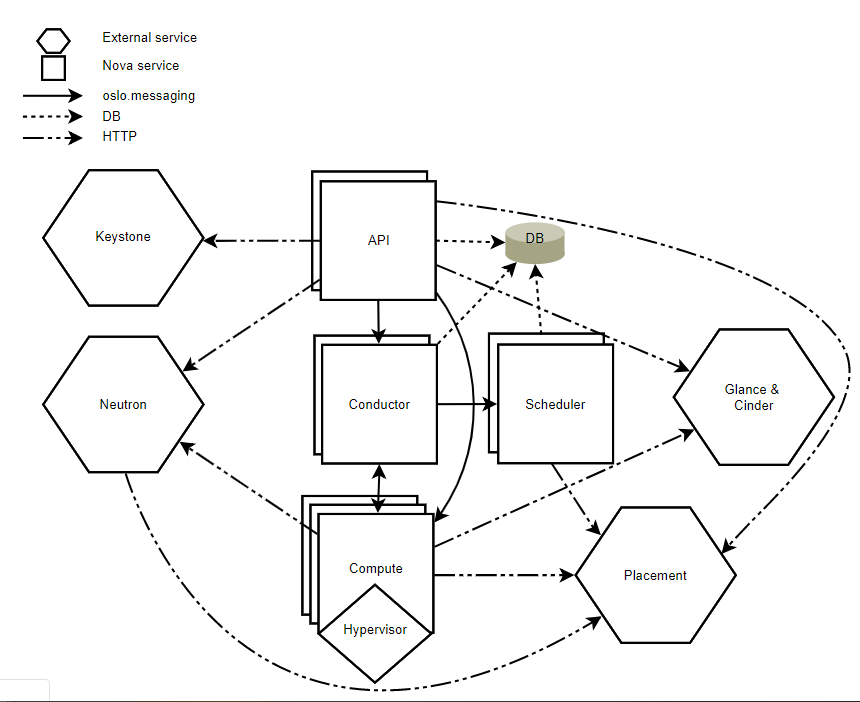 External service
Nova service
oslo.messaging
DB
HTTP
Keystone
API
DB
Neutron
Conductor
Scheduler
Glance &
Cinder
Compute
Hypervisor
Placement